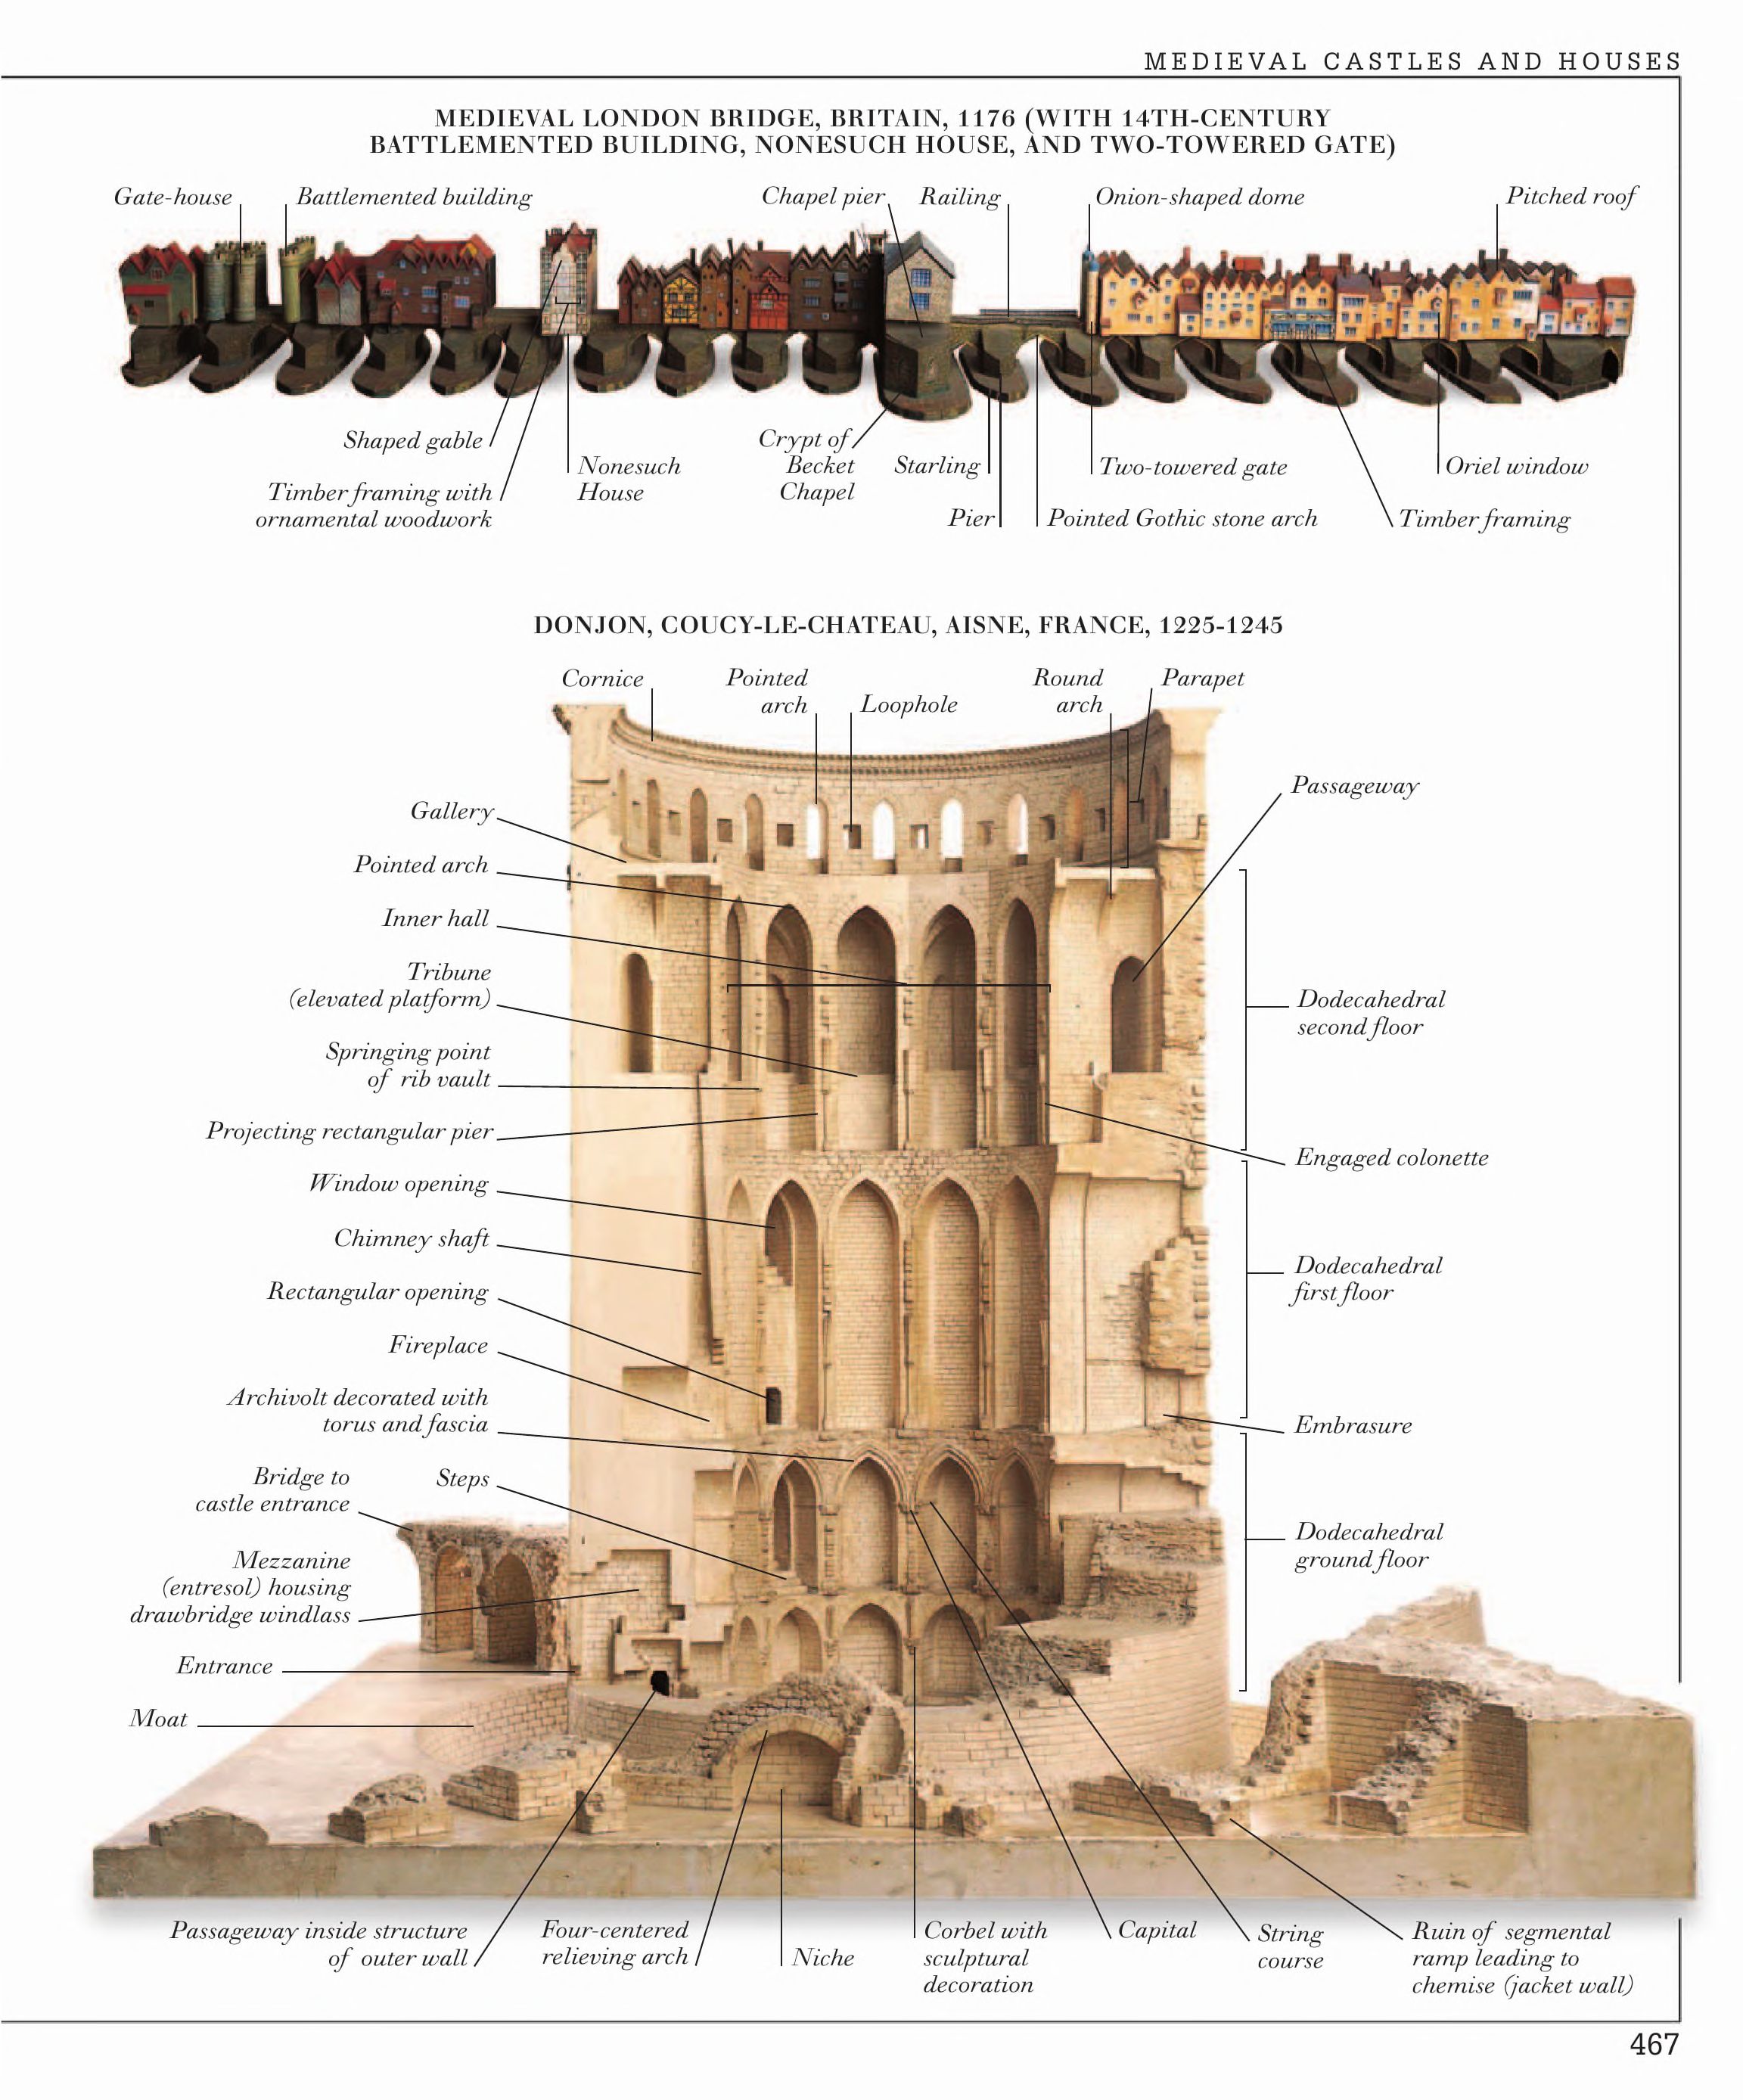 MEDIEVAL CASTLES AND HOUSES
MEDIEVAL LONDON BRIDGE, BRITAIN, 1176 (WITH 14TH-CENTURY
BATTLEMENTED BUILDING, NONESUCH HOUSE, AND TWO-TOWERED GATE)
Gate-house
Battlemented building
Chapel pier
Railing
Onion-shaped dome
Pitched roof
Shaped gable
Timber framing with
ornamental woodwork
Nonesuch
House
Crypt of
Becket
Chapel
Starling
Pier
Pointed Gothic stone arch
Two-towered gate
Timber framing
Oriel window
DONJON, COUCY-LE-CHATEAU, AISNE, FRANCE, 1225-1245
Cornice
Pointed
arch
Loophole
Round
arch
Parapet
Passageway
Gallery
Pointed arch
Inner hall
Tribune
(elevated platform)
Springing point
of rib vault
Projecting rectangular pier
Window opening
Chimney shaft
Rectangular opening
Fireplace
Archivolt decorated with
torus and fascia
Bridge to
castle entrance
Steps
Mezzanine
(entresol) housing
drawbridge windlass
Entrance
Moat
Dodecahedral
second floor
Engaged colonette
Dodecahedral
first floor
Embrasure
Dodecahedral
ground floor
Passageway inside structure
of outer wall
Four-centered
relieving arch
Niche
Corbel with
sculptural
decoration
Capital
String
course
Ruin of segmental
ramp leading to
chemise (jacket wall)
467